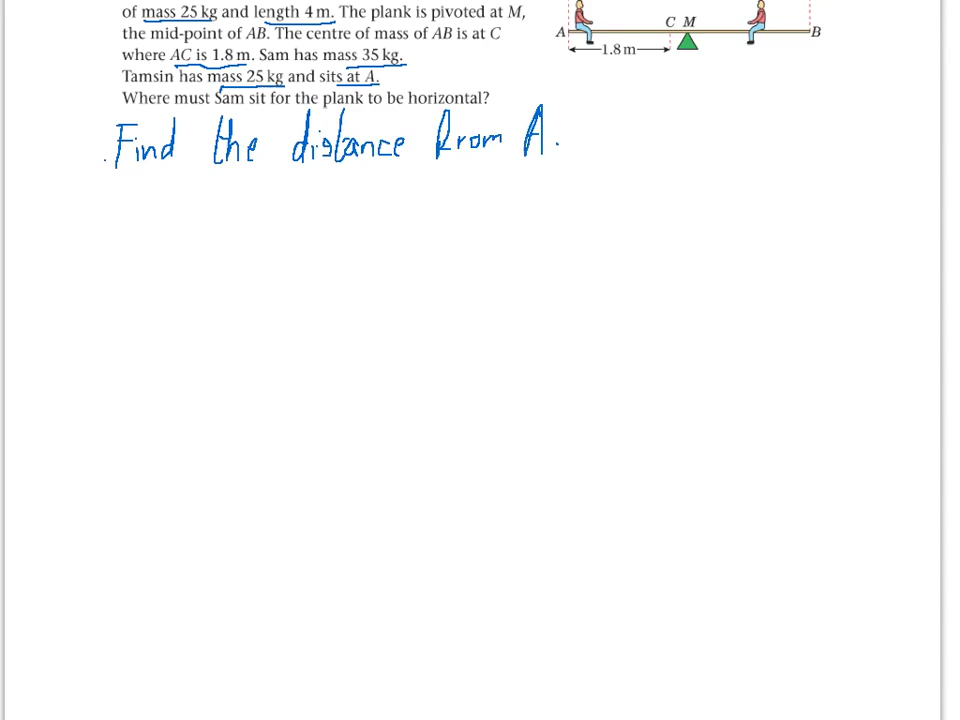 of mass 25 kg and length 4 m. The plank is pivoted at M,
the mid-point of AB. The centre of mass of AB is at C
where AC is 1.8 m. Sam has mass 35 kg.
Tamsin has mass 25 kg and sits at A.
Where must Sam sit for the plank to be horizontal?
C M
A
B
1.8 m
Find the distance from A.